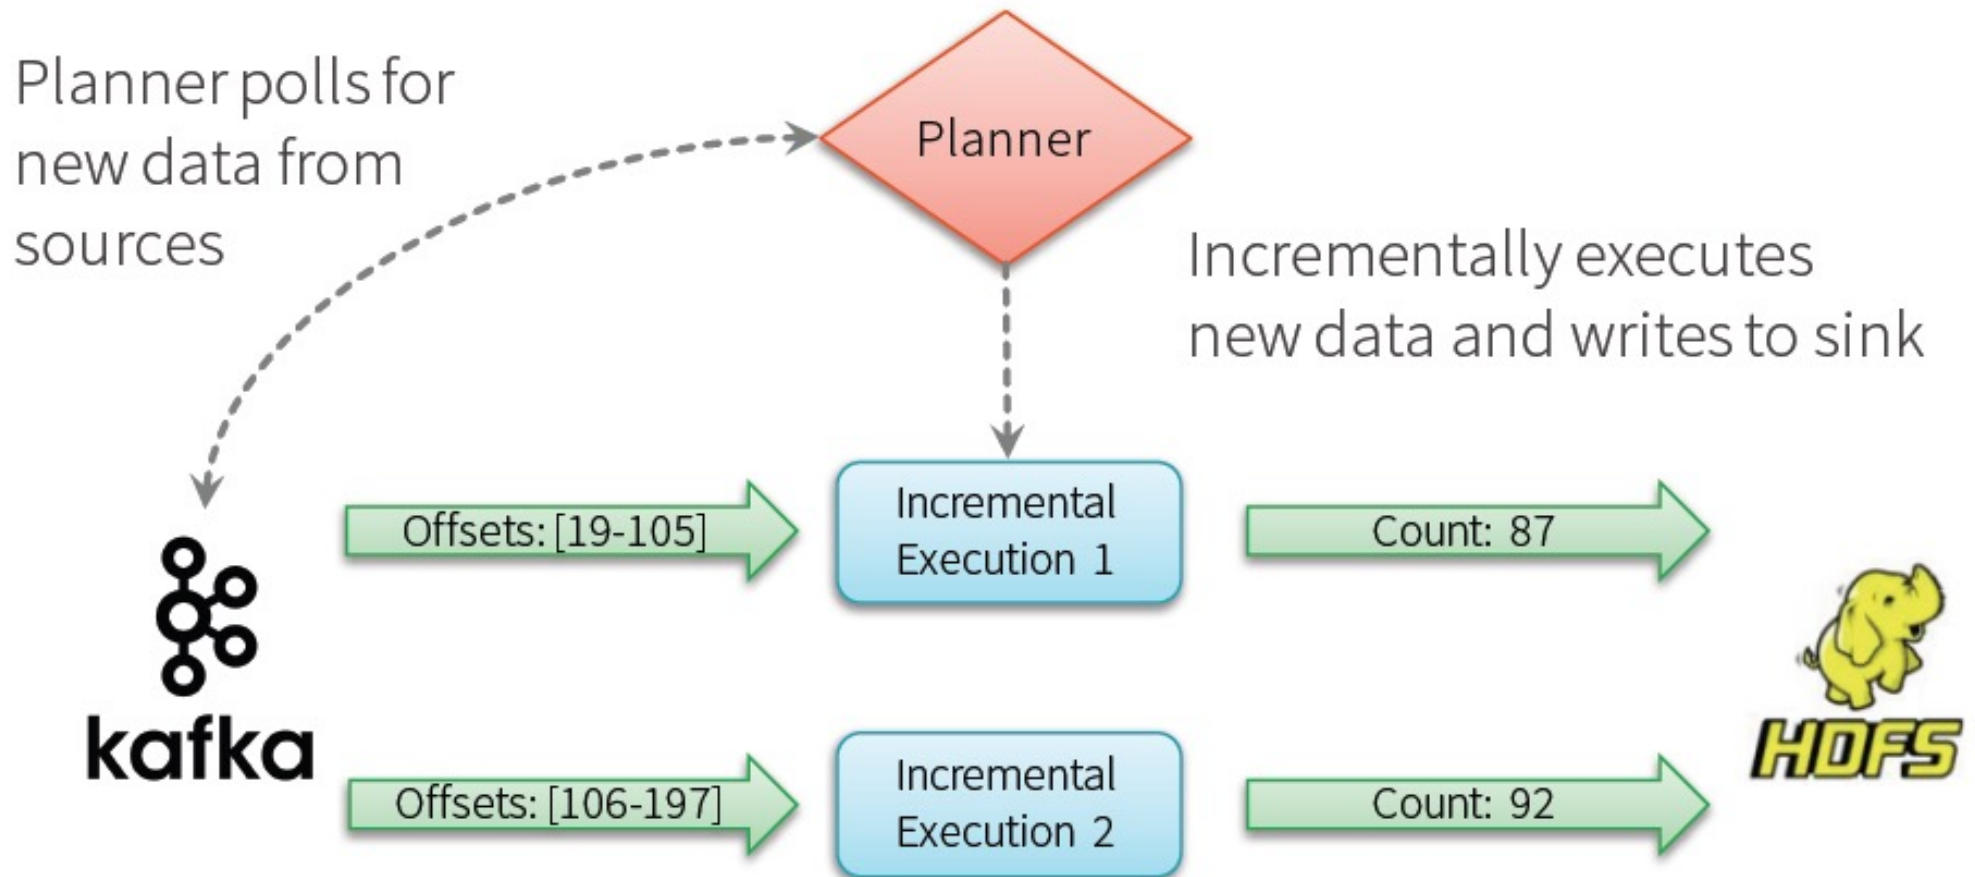 Planner polls for
new data from
sources
Planner
Incrementally executes
new data and writes to sink
Offsets: [19-105]
Incremental
Execution 1
Count: 87
kafka
HDFS
Offsets: [106-197]
Incremental
Execution 2
Count: 92